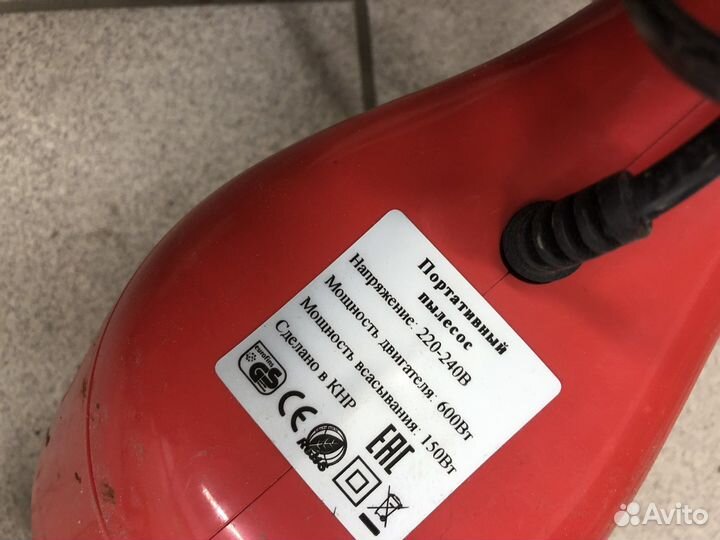 Портативный
пылесос
Напряжение: 220-240В
Мощность двигателя: 600Вт
Мощность всасывания: 150Вт
Сделано в КНР
GS
CE
EAC
Avito